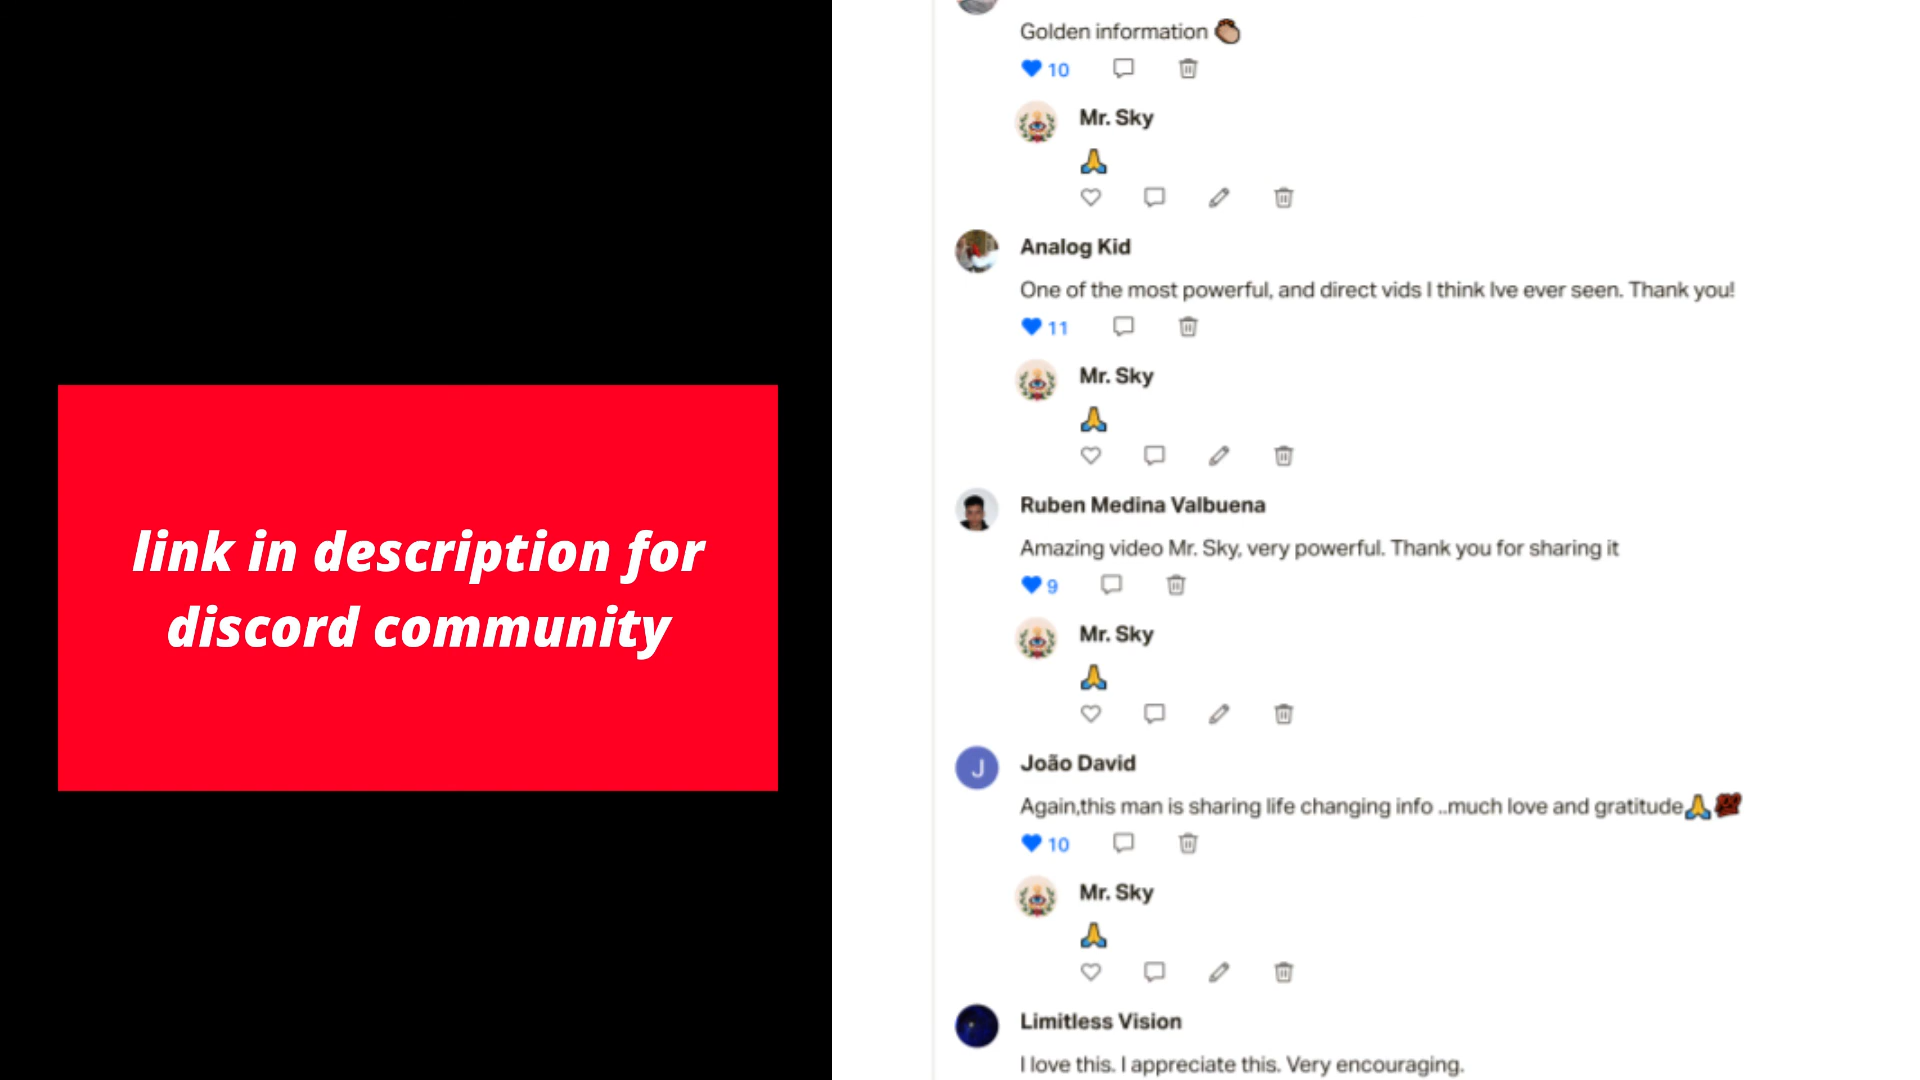 link in description for
discord community
Golden information 👏🏽
10
Mr. Sky
🙏
Analog Kid
One of the most powerful, and direct vids I think Ive ever seen. Thank you!
11
Mr. Sky
🙏
Ruben Medina Valbuena
Amazing video Mr. Sky, very powerful. Thank you for sharing it
9
Mr. Sky
🙏
J
João David
Again,this man is sharing life changing info ..much love and gratitude🙏💯
10
Mr. Sky
🙏
Limitless Vision
I love this. I appreciate this. Very encouraging.